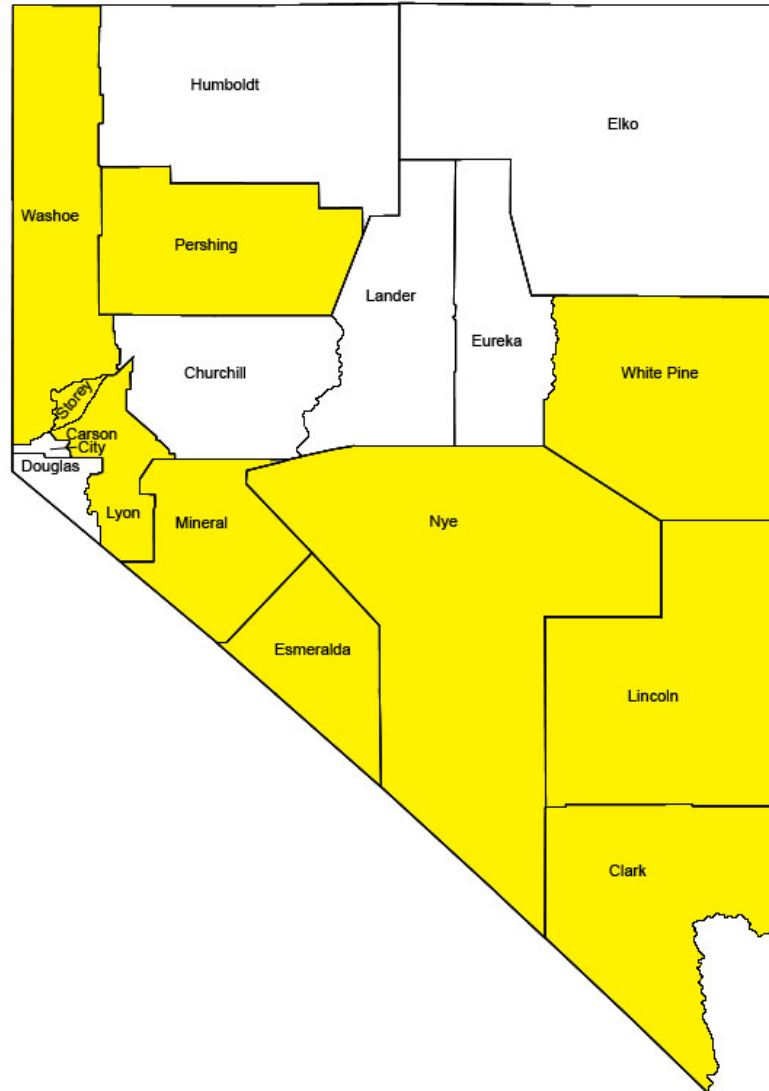 Humboldt
Elko
Washoe
Pershing
Lander
Eureka
Churchill
White Pine
Storey
Carson
City
Douglas
Lyon
Mineral
Nye
Esmeralda
Lincoln
Clark